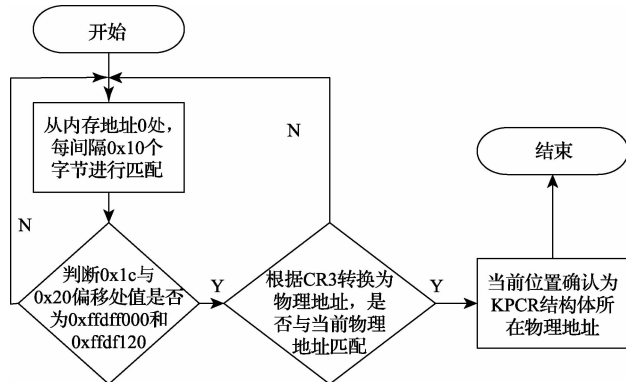 开始
从内存地址0处，
每间隔0x10个
字节进行匹配
N
判断0x1c与
0x20偏移处值是否
为0xffdff000和
0xffdf120
Y
N
根据CR3转换为
物理地址，是
否与当前物理
地址匹配
Y
当前位置确认为
KPCR结构体所
在物理地址
结束